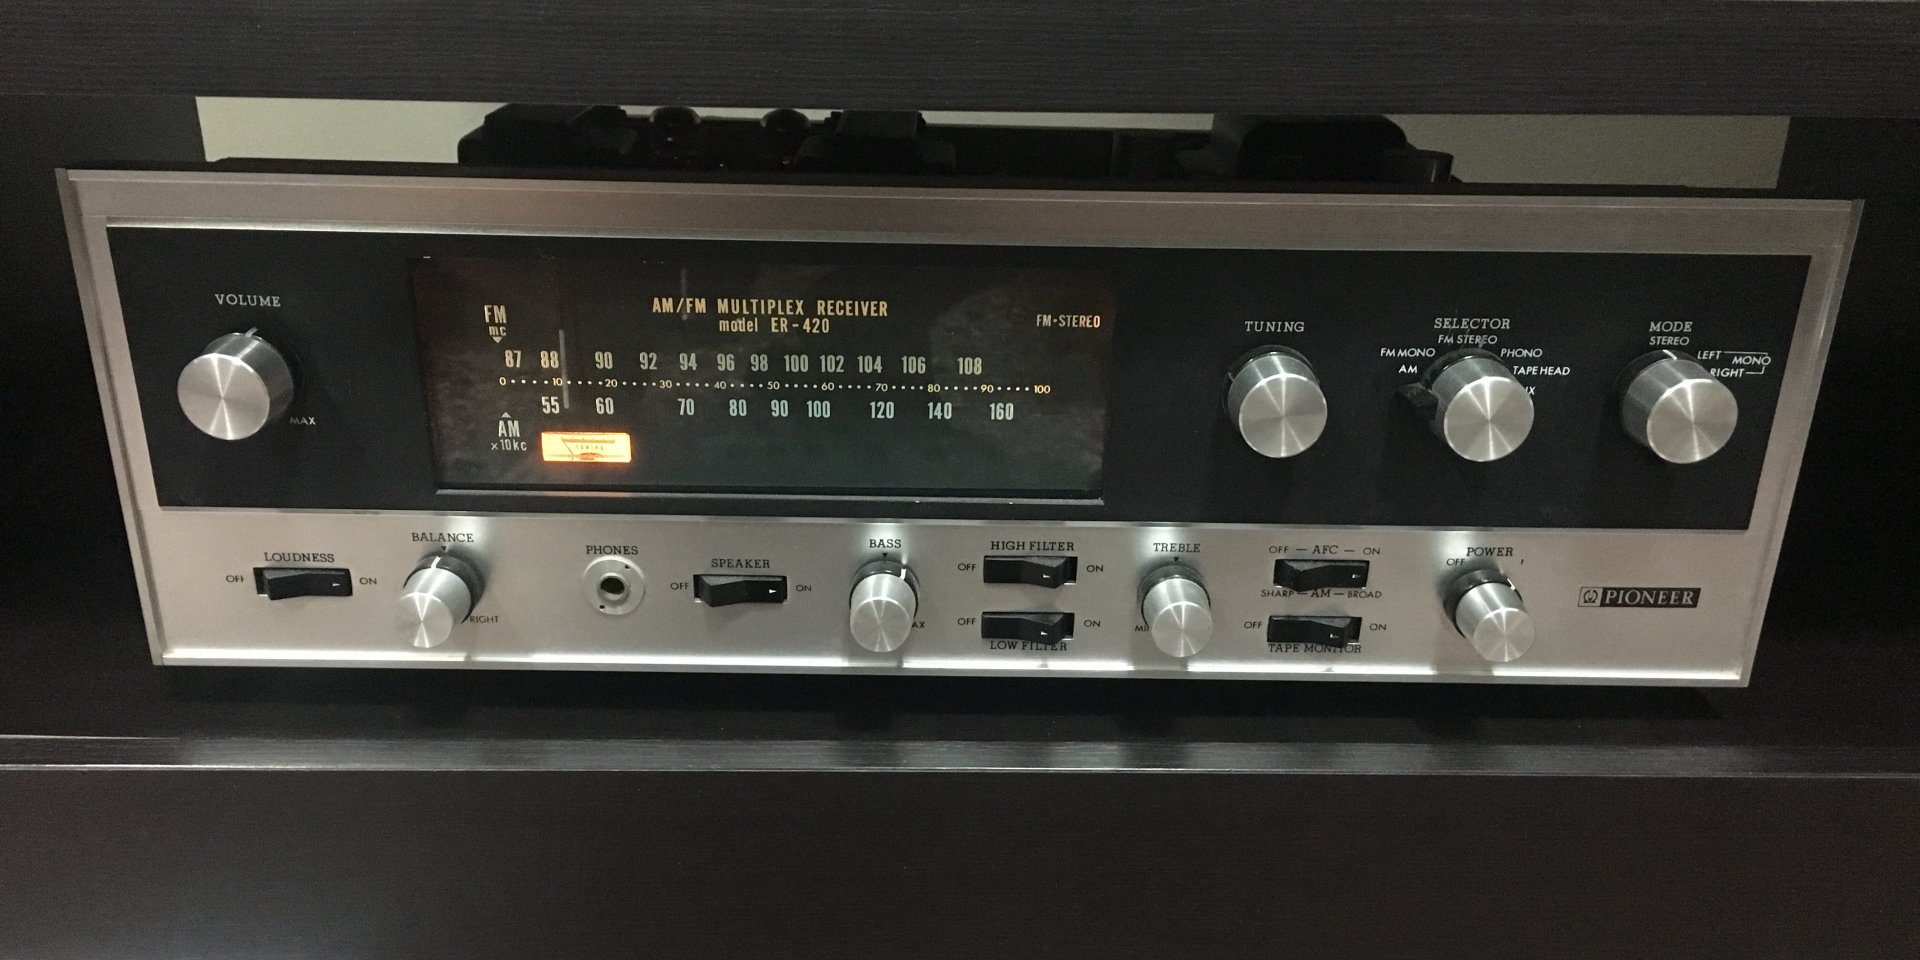 VOLUME
MAX
FM
mc
AM/FM MULTIPLEX RECEIVER
model ER-420
FM-STEREO
87 88 90 92 94 96 98 100 102 104 106 108
0 10 20 30 40 50 60 70 80 90 100
55 60 70 80 90 100 120 140 160
AM
x10kc
TUNING
TUNING
SELECTOR
FM STEREO
FM MONO PHONO
AM TAPE HEAD
MODE
STEREO
LEFT MONO
RIGHT
LOUDNESS
OFF ON
BALANCE
RIGHT
PHONES
SPEAKER
OFF ON
BASS
HIGH FILTER
OFF ON
OFF ON
LOW FILTER
TREBLE
OFF — AFC — ON
SHARP — AM — BROAD
OFF ON
TAPE MONITOR
POWER
OFF
PIONEER